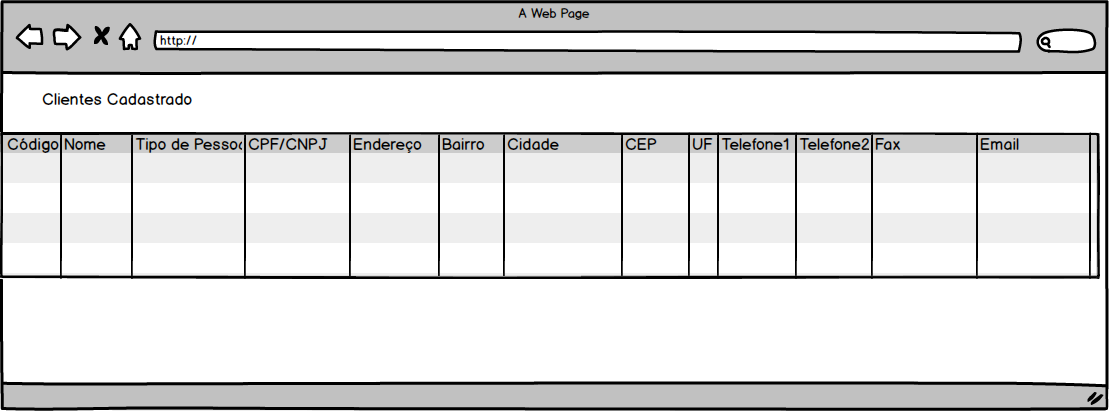 A Web Page
http://
Clientes Cadastrado
Código Nome Tipo de Pessoa CPF/CNPJ Endereço Bairro Cidade CEP UF Telefone1 Telefone2 Fax Email